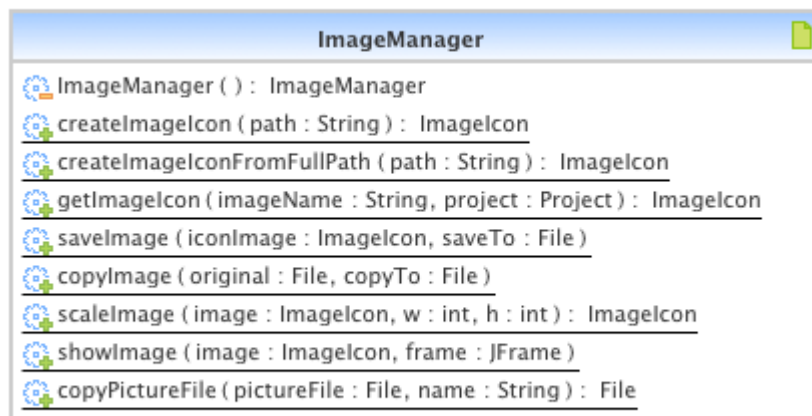 ImageManager
ImageManager ( ) : ImageManager
createImageIcon ( path : String ) : ImageIcon
createImageIconFromFullPath ( path : String ) : ImageIcon
getImageIcon ( imageName : String, project : Project ) : ImageIcon
saveImage ( iconImage : ImageIcon, saveTo : File )
copyImage ( original : File, copyTo : File )
scaleImage ( image : ImageIcon, w : int, h : int ) : ImageIcon
showImage ( image : ImageIcon, frame : JFrame )
copyPictureFile ( pictureFile : File, name : String ) : File